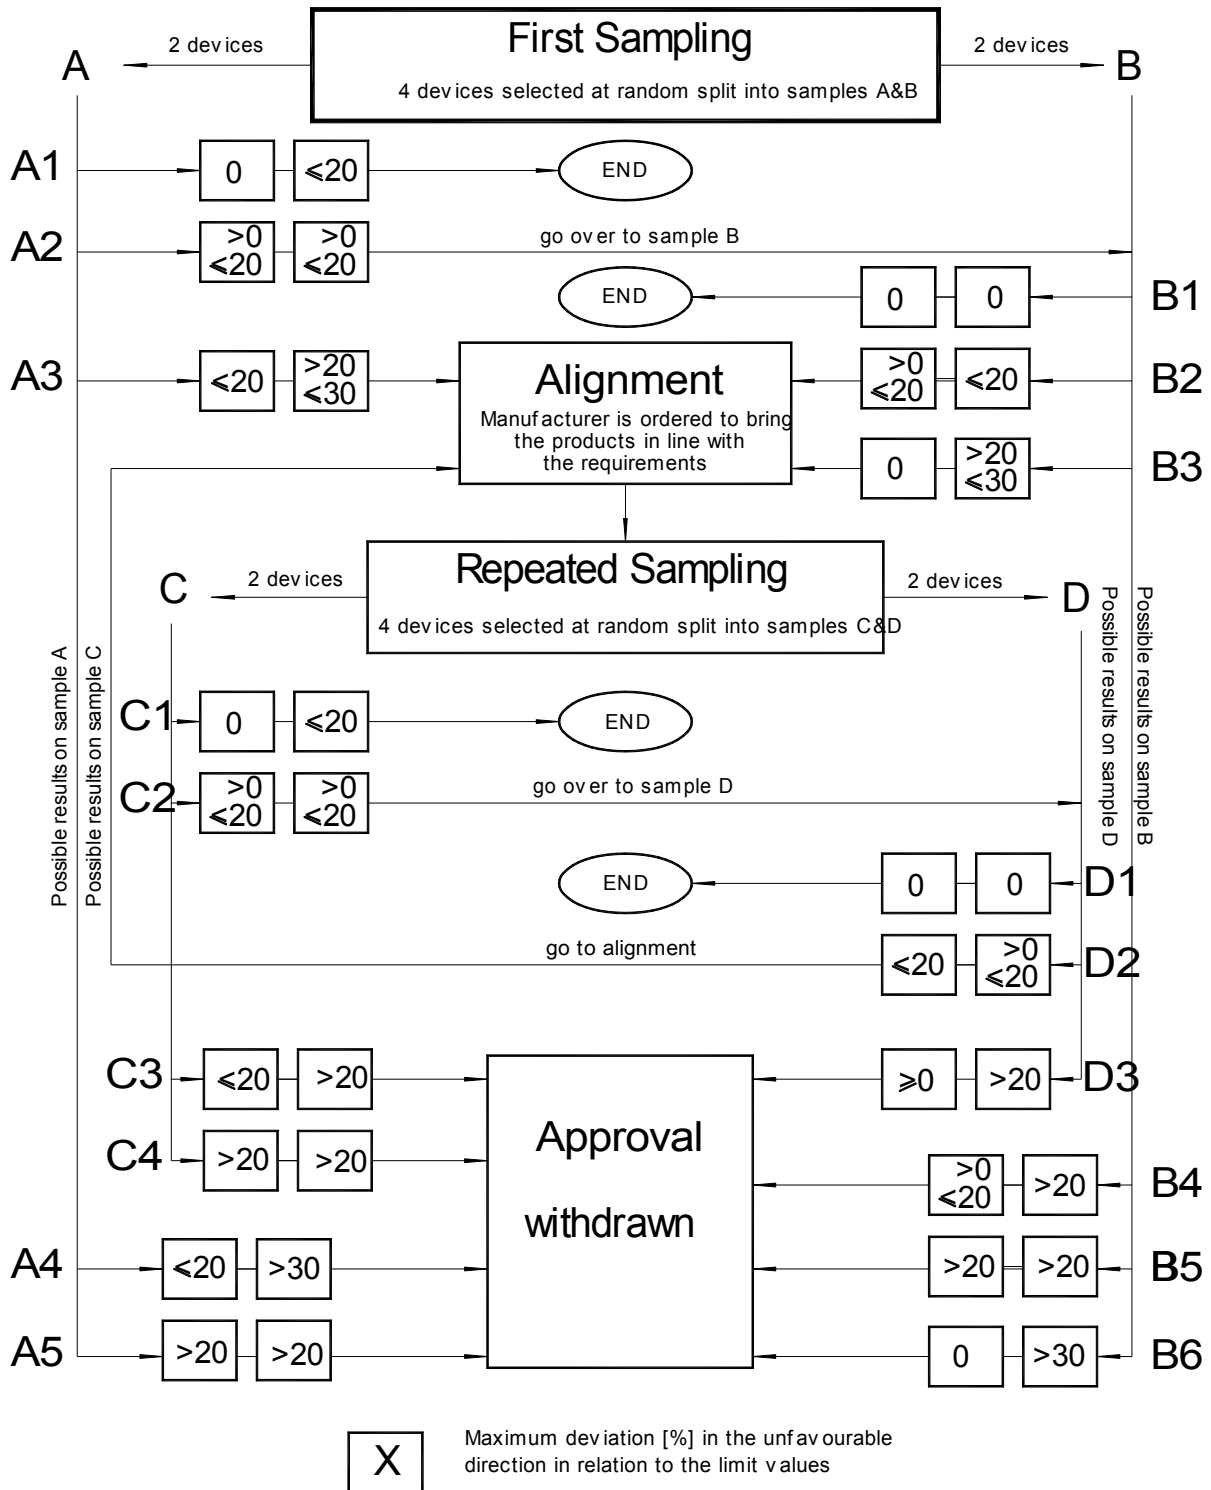 First Sampling
4 devices selected at random split into samples A&B
2 devices
2 devices
A
B
A1
0
⩽20
END
A2
>0
⩽20
>0
⩽20
go over to sample B
END
0
0
B1
A3
⩽20
>20
⩽30
Alignment
Manufacturer is ordered to bring
the products in line with
the requirements
>0
⩽20
⩽20
B2
0
>20
⩽30
B3
Repeated Sampling
4 devices selected at random split into samples C&D
2 devices
2 devices
C
D
Possible results on sample A
Possible results on sample C
Possible results on sample D
Possible results on sample B
C1
0
⩽20
END
C2
>0
⩽20
>0
⩽20
go over to sample D
END
0
0
D1
go to alignment
⩽20
>0
⩽20
D2
C3
⩽20
>20
⩾0
>20
D3
Approval
withdrawn
C4
>20
>20
>0
⩽20
>20
B4
A4
⩽20
>30
>20
>20
B5
A5
>20
>20
0
>30
B6
X
Maximum deviation [%] in the unfavourable
direction in relation to the limit values